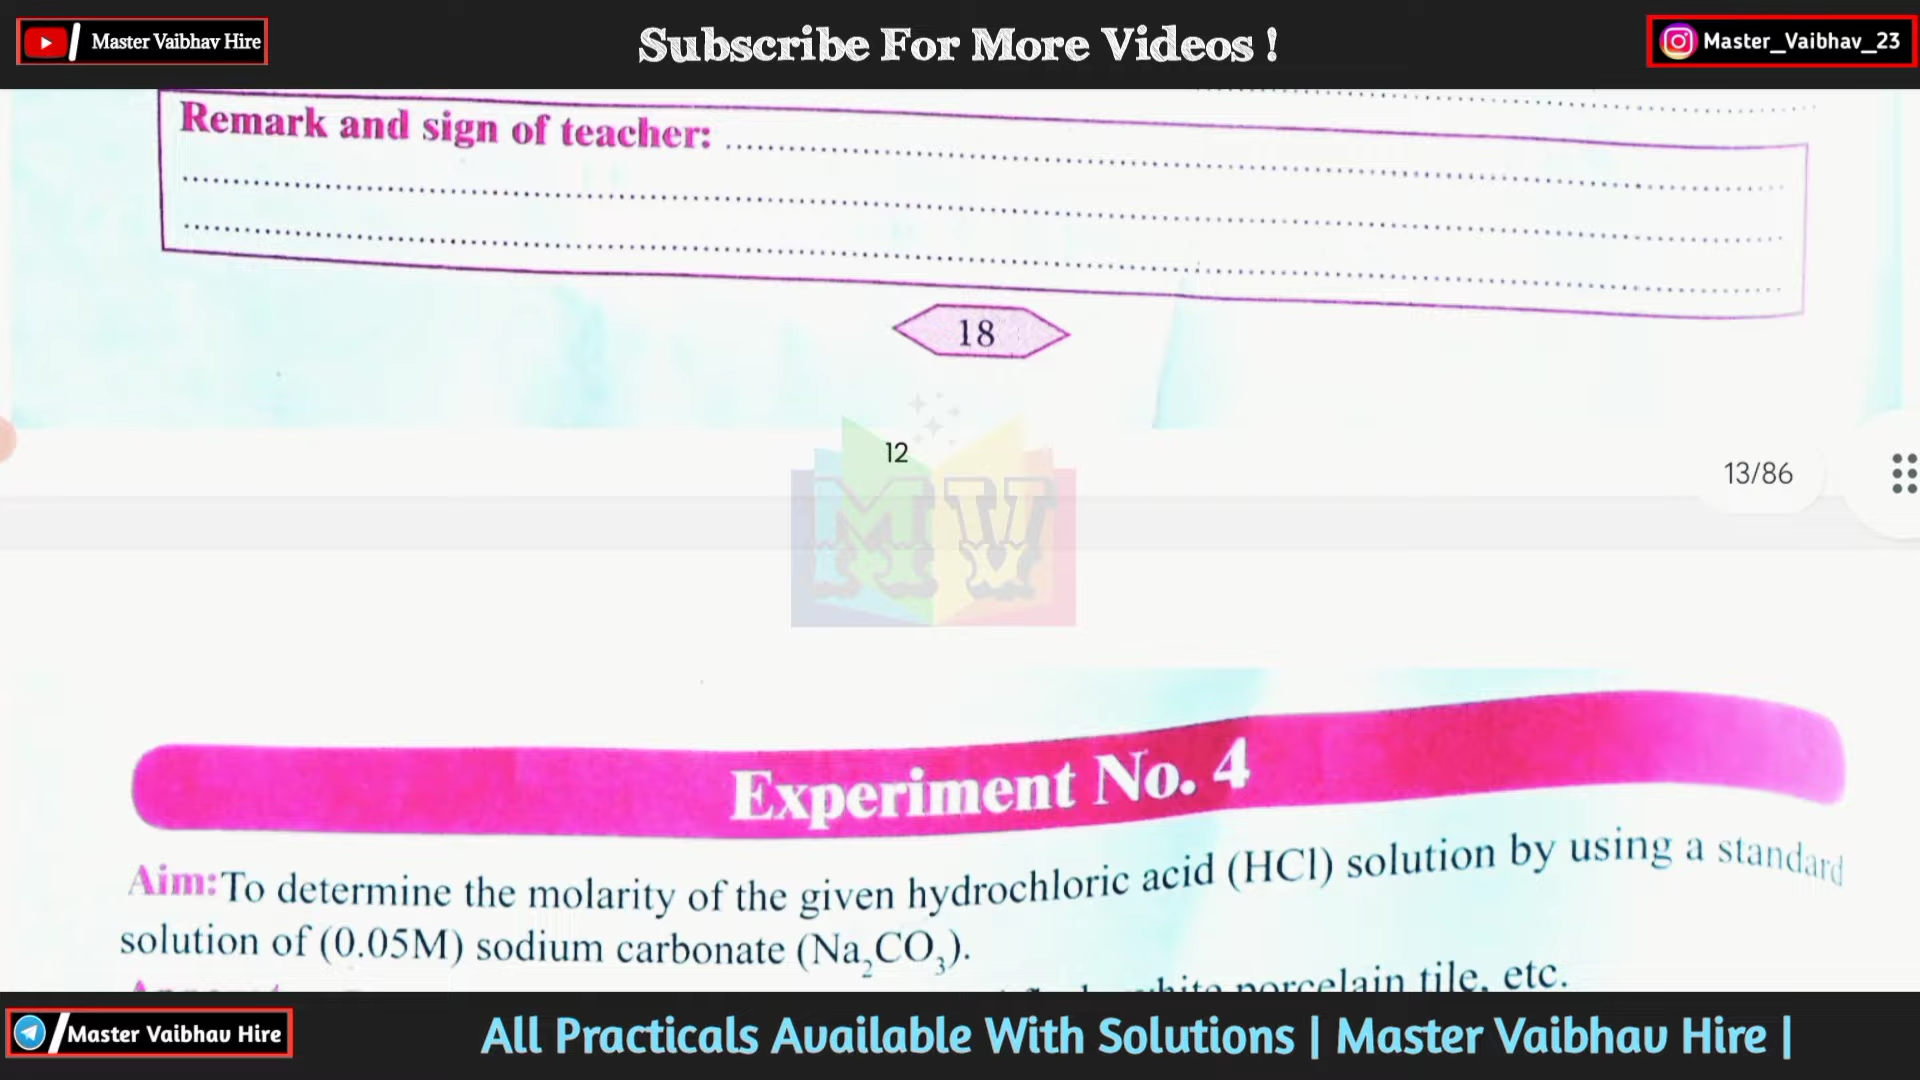 Master Vaibhav Hire
Subscribe For More Videos !
Master_Vaibhav_23
Remark and sign of teacher:
18
12
13/86
MV
Experiment No. 4
Aim:To determine the molarity of the given hydrochloric acid (HCl) solution by using a standard
solution of (0.05M) sodium carbonate (Na₂CO₃).
white porcelain tile, etc.
Master Vaibhav Hire
All Practicals Available With Solutions | Master Vaibhav Hire |